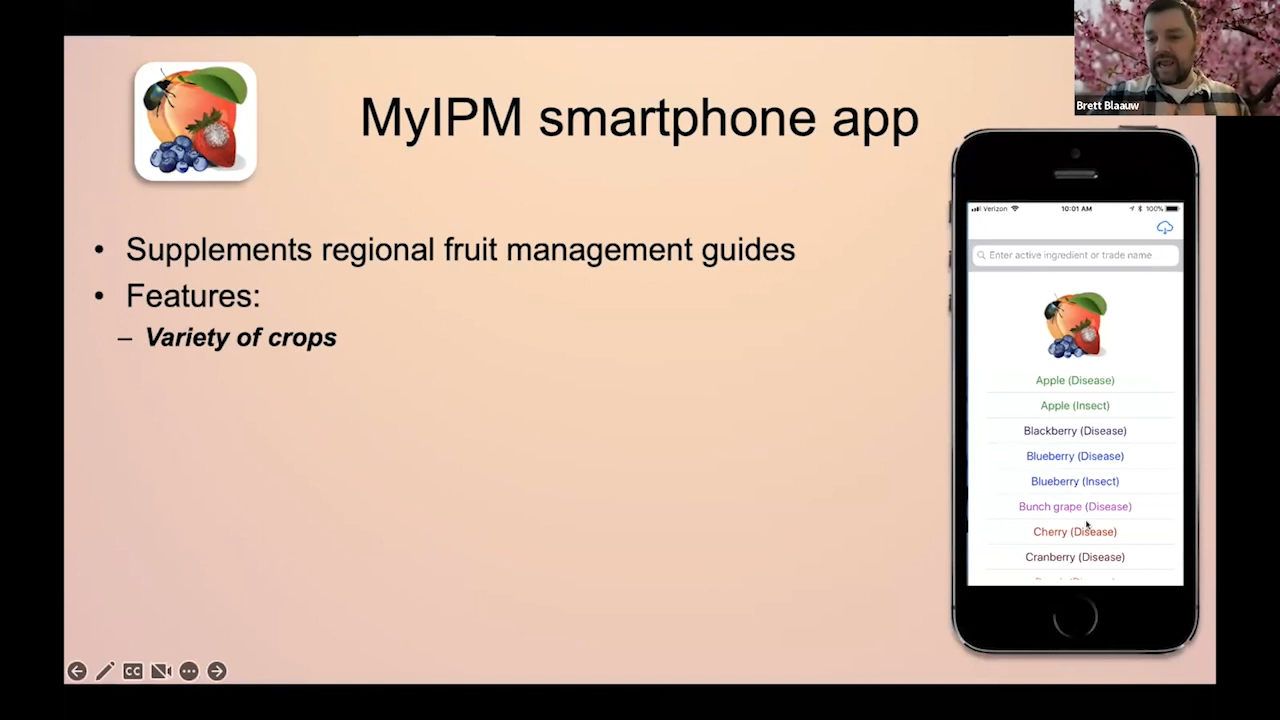 Brett Blaauw
MyIPM smartphone app
• Supplements regional fruit management guides
• Features:
– Variety of crops
Verizon 10:01 AM 100%
Enter active ingredient or trade name
Apple (Disease)
Apple (Insect)
Blackberry (Disease)
Blueberry (Disease)
Blueberry (Insect)
Bunch grape (Disease)
Cherry (Disease)
Cranberry (Disease)
CC